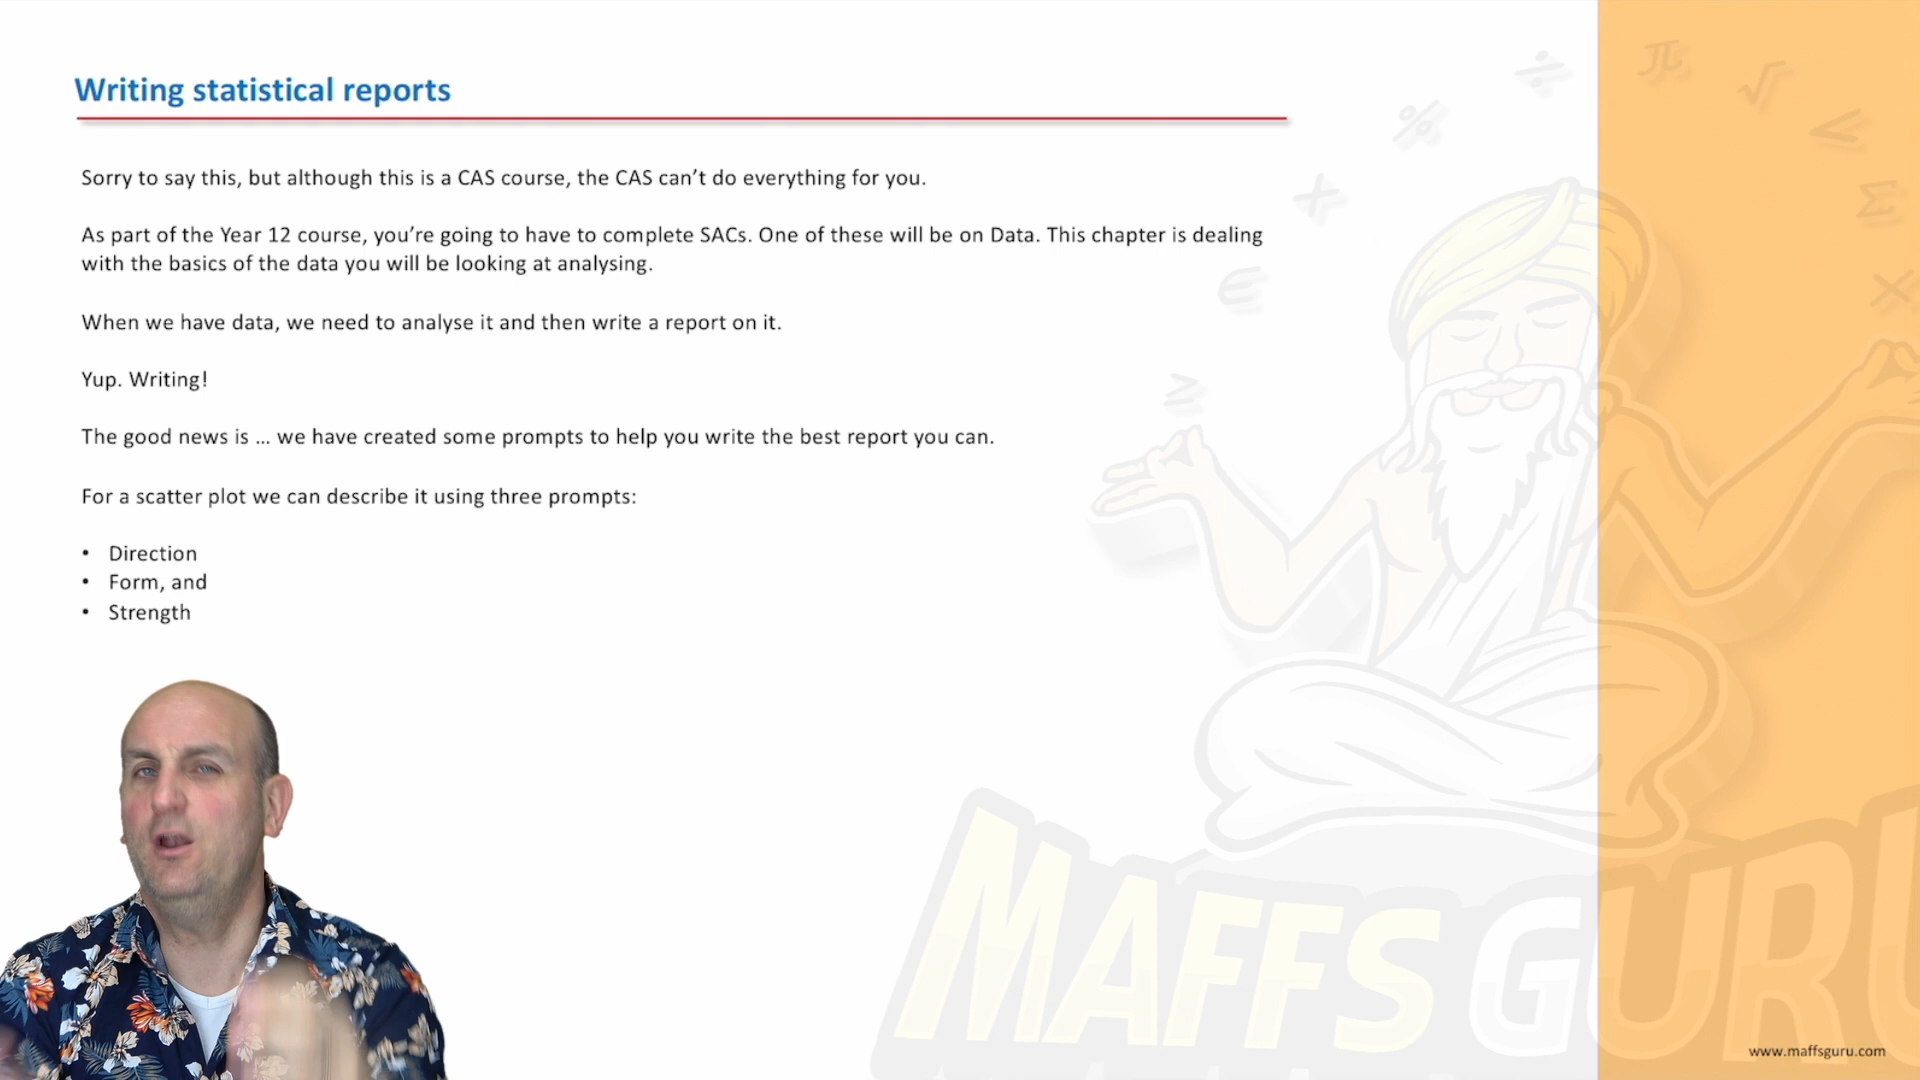 Writing statistical reports
Sorry to say this, but although this is a CAS course, the CAS can’t do everything for you.
As part of the Year 12 course, you’re going to have to complete SACs. One of these will be on Data. This chapter is dealing
with the basics of the data you will be looking at analysing.
When we have data, we need to analyse it and then write a report on it.
Yup. Writing!
The good news is ... we have created some prompts to help you write the best report you can.
For a scatter plot we can describe it using three prompts:
• Direction
• Form, and
• Strength
MAFFS GURU
www.maffsguru.com